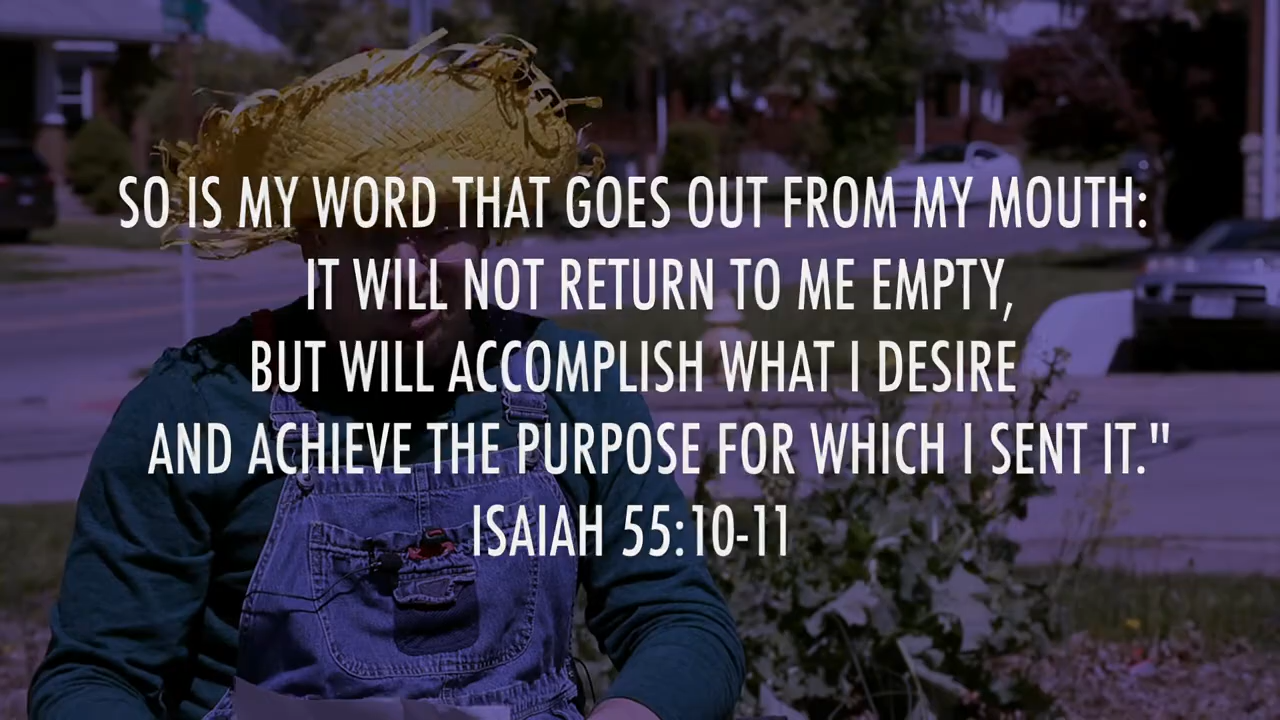 SO IS MY WORD THAT GOES OUT FROM MY MOUTH:
IT WILL NOT RETURN TO ME EMPTY,
BUT WILL ACCOMPLISH WHAT I DESIRE
AND ACHIEVE THE PURPOSE FOR WHICH I SENT IT."
ISAIAH 55:10-11